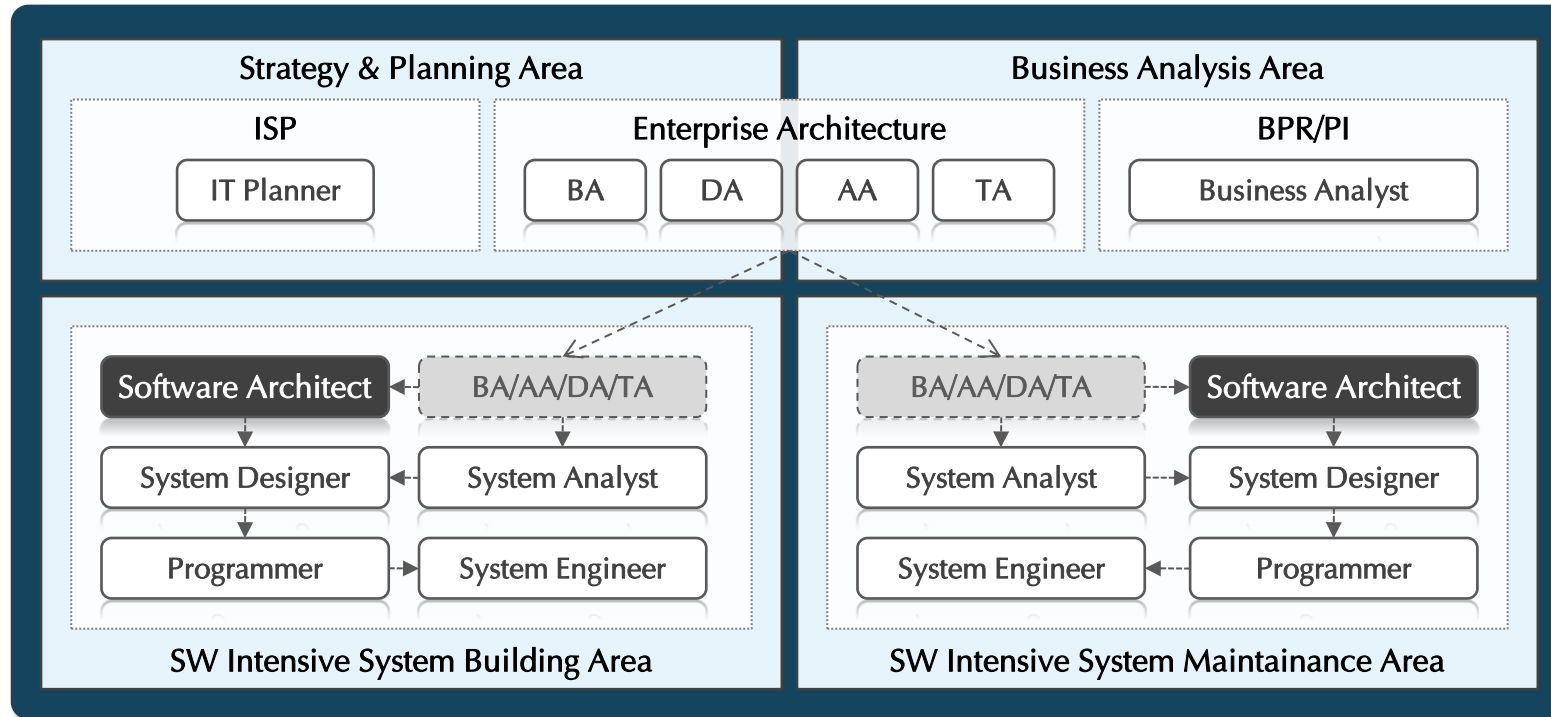 Strategy & Planning Area
Business Analysis Area
ISP
Enterprise Architecture
BPR/PI
IT Planner
BA
DA
AA
TA
Business Analyst
Software Architect
BA/AA/DA/TA
BA/AA/DA/TA
Software Architect
System Designer
System Analyst
System Analyst
System Designer
Programmer
System Engineer
System Engineer
Programmer
SW Intensive System Building Area
SW Intensive System Maintainance Area